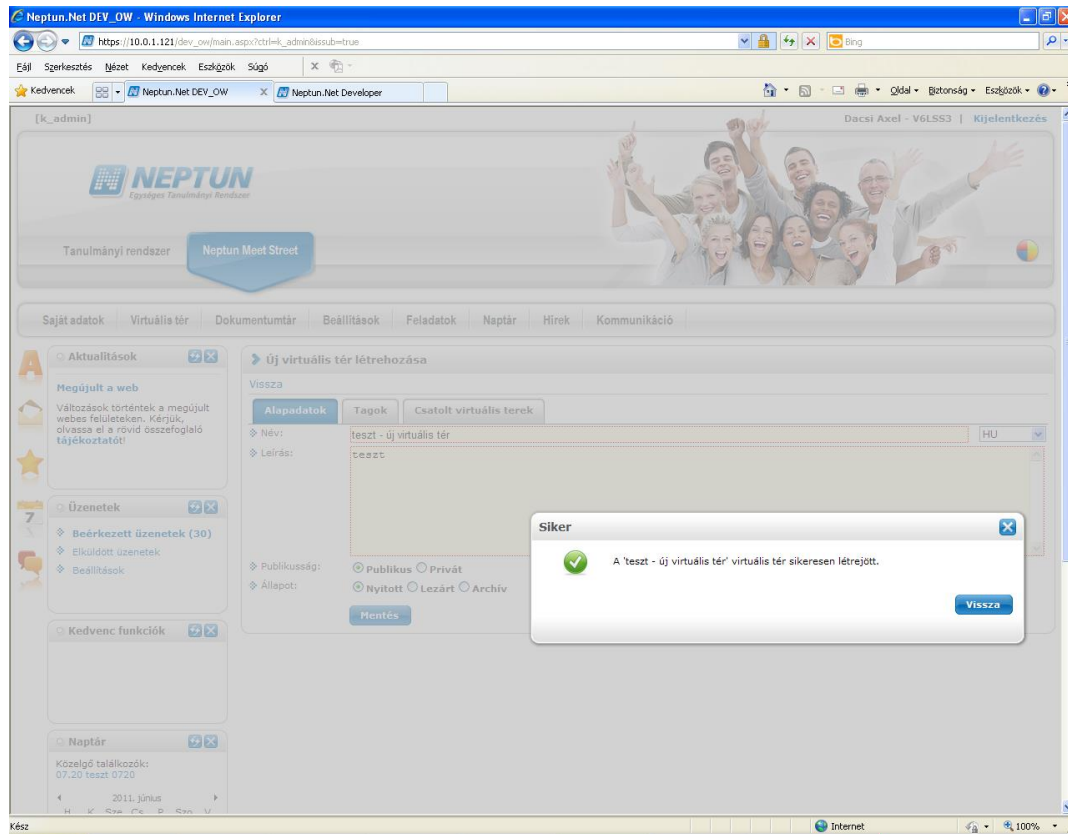 Neptun.Net DEV_OW - Windows Internet Explorer
https://10.0.1.121/dev_ow/main.aspx?ctrl=k_admin&issub=true
Bing
Fájl Szerkesztés Nézet Kedvencek Eszközök Súgó
Kedvencek
Neptun.Net DEV_OW
Neptun.Net Developer
Oldal
Biztonság
Eszközök
[k_admin]
Dacsi Axel - V6LSS3 | Kijelentkezés
NEPTUN
Egységes Tanulmányi Rendszer
Tanulmányi rendszer
Neptun Meet Street
Saját adatok Virtuális tér Dokumentumtár Beállítások Feladatok Naptár Hírek Kommunikáció
Aktualitások
Megújult a web
Változások történtek a megújult
webes felületeken. Kérjük,
olvassa el a rövid összefoglaló
tájékoztatót!
Üzenetek
7
Beérkezett üzenetek (30)
Elküldött üzenetek
Beállítások
Kedvenc funkciók
Naptár
Közelgő találkozók:
07.20 teszt 0720
2011. június
H K Sze Cs P Szo V
Új virtuális tér létrehozása
Vissza
Alapadatok Tagok Csatolt virtuális terek
Név: teszt - új virtuális tér HU
Leírás: teszt
Publikusság: Publikus Privát
Állapot: Nyitott Lezárt Archív
Mentés
Siker
A 'teszt - új virtuális tér' virtuális tér sikeresen létrejött.
Vissza
Kész
Internet
100%